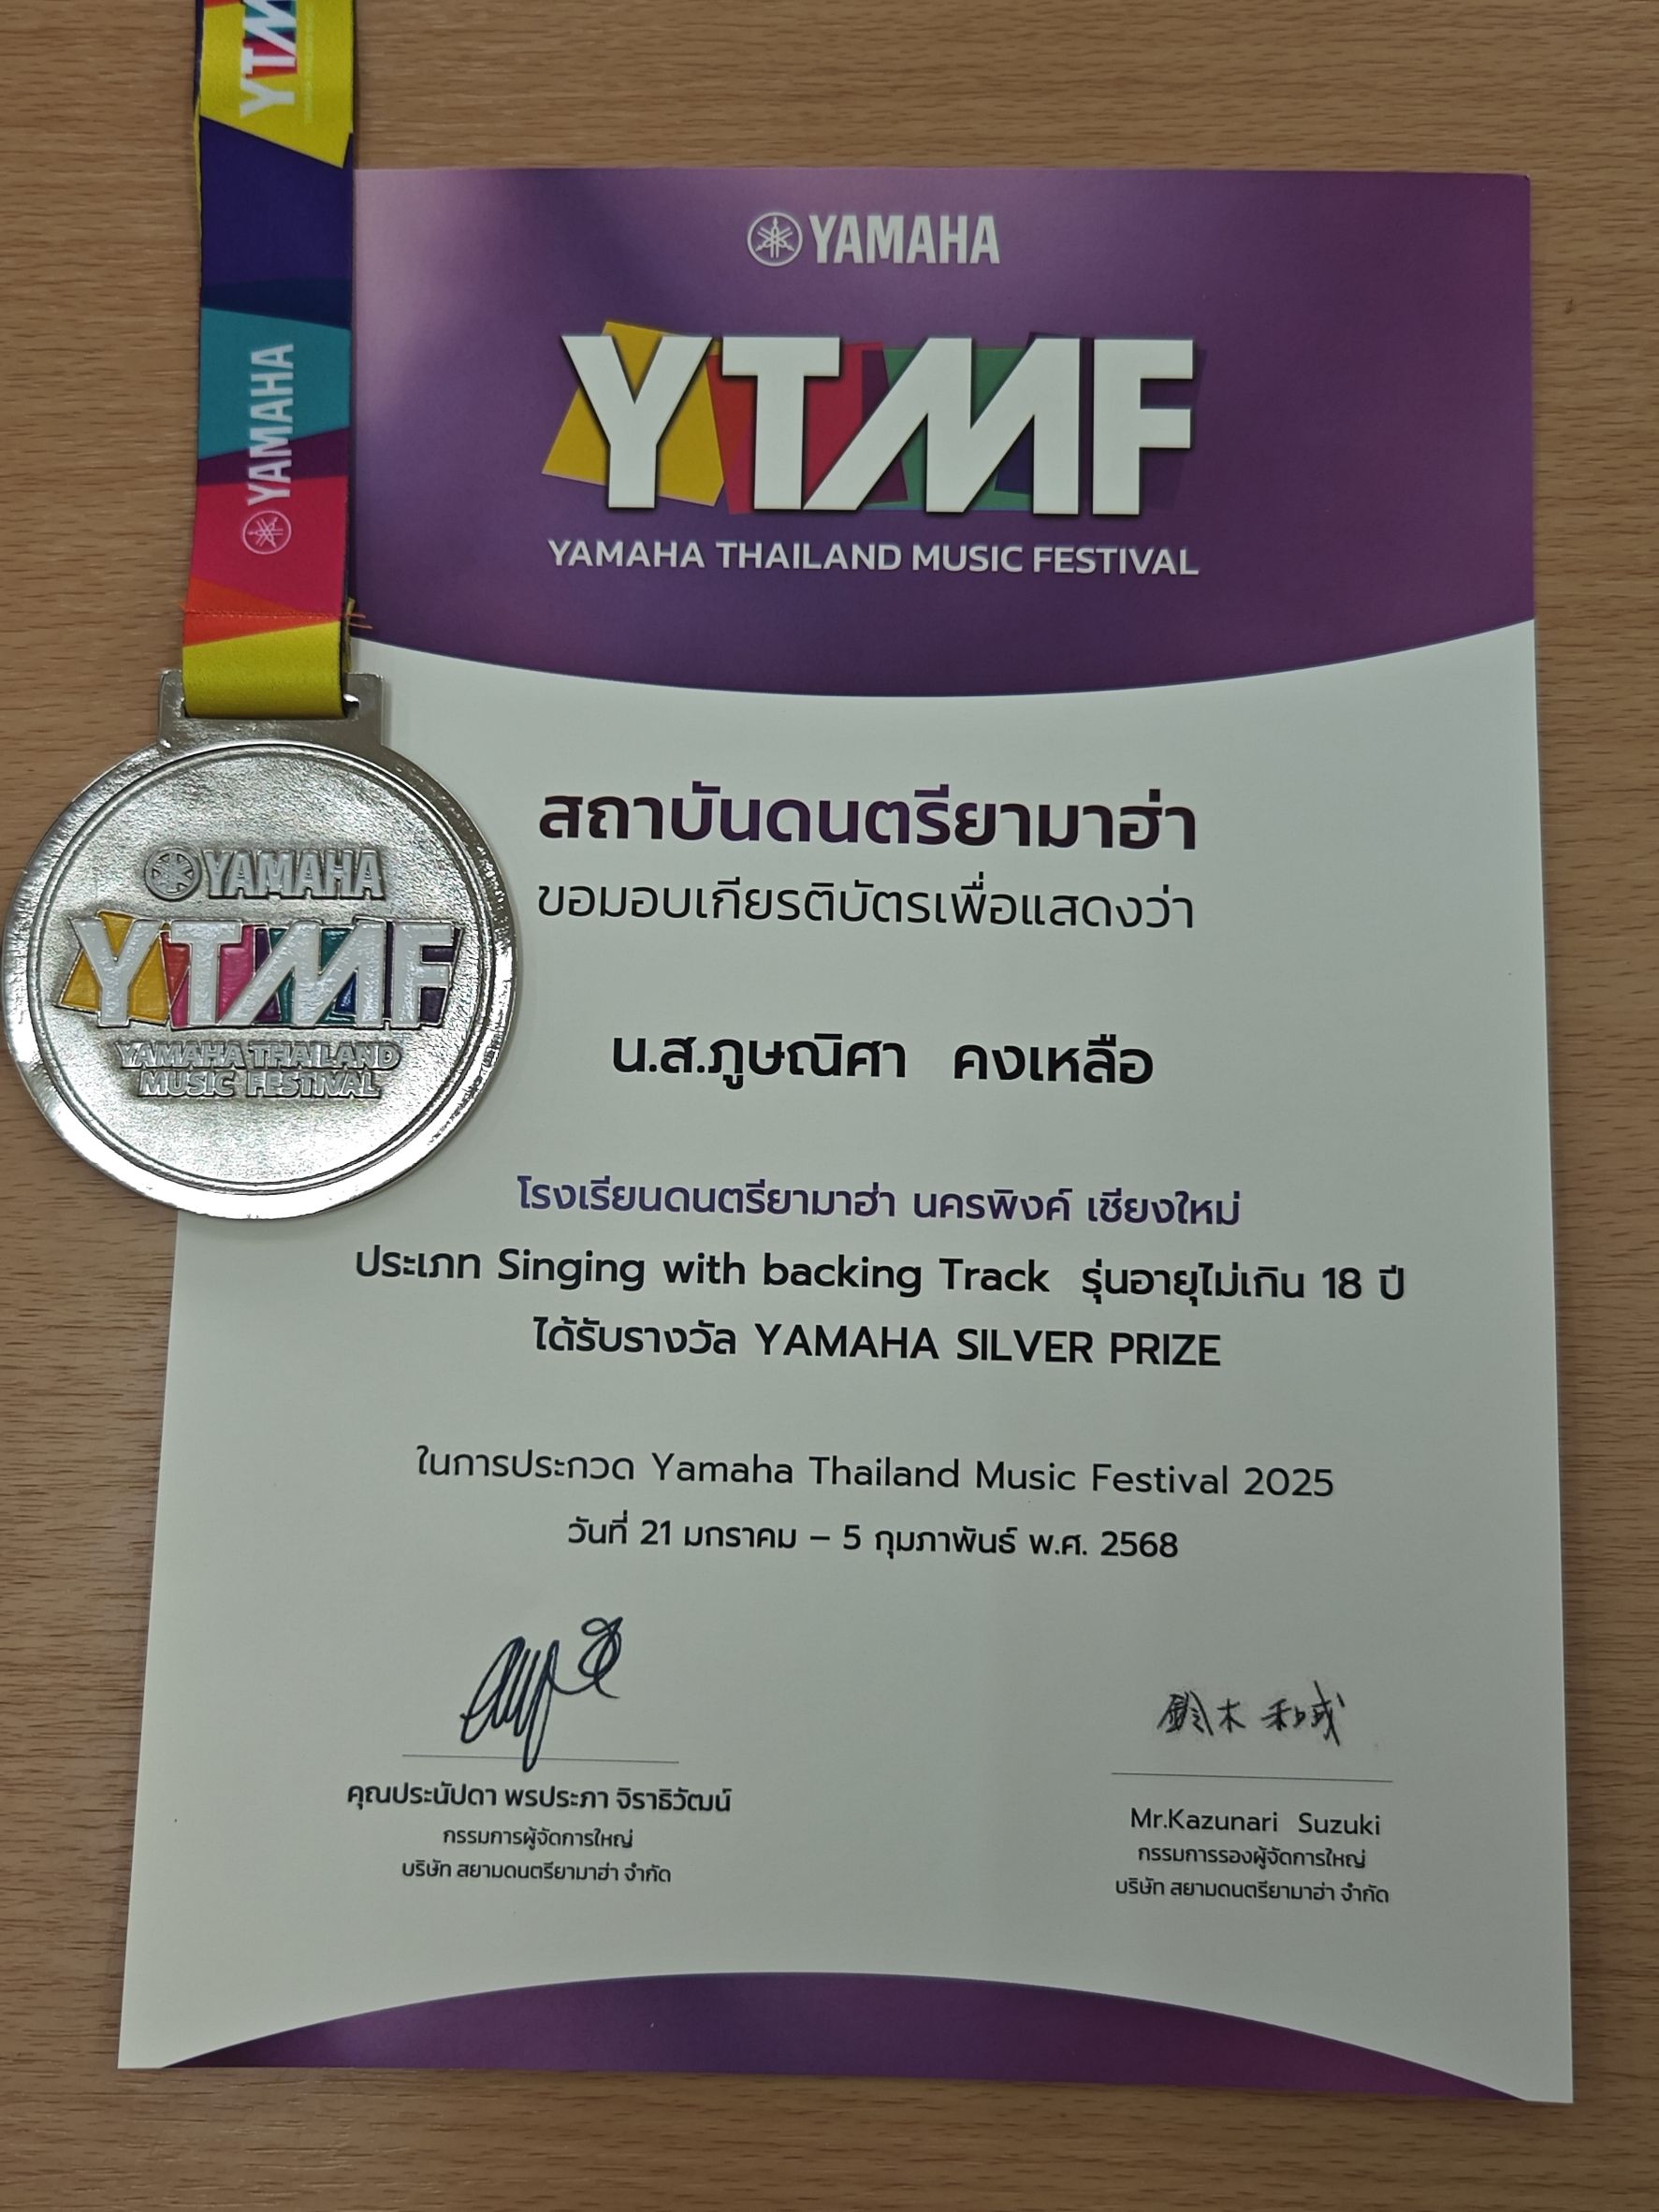 YTM
YAMAHA
YAMAHA
YTMF
YAMAHA THAILAND MUSIC FESTIVAL
YAMAHA
YTMF
YAMAHA THAILAND
MUSIC FESTIVAL
สถาบันดนตรียามาฮ่า
ขอมอบเกียรติบัตรเพื่อแสดงว่า
น.ส.ภูษณิศา คงเหลือ
โรงเรียนดนตรียามาฮ่า นครพิงค์ เชียงใหม่
ประเภท Singing with backing Track รุ่นอายุไม่เกิน 18 ปี
ได้รับรางวัล YAMAHA SILVER PRIZE
ในการประกวด Yamaha Thailand Music Festival 2025
วันที่ 21 มกราคม – 5 กุมภาพันธ์ พ.ศ. 2568
鈴木 和成
คุณประนัปดา พรประภา จิราธิวัฒน์
กรรมการผู้จัดการใหญ่
บริษัท สยามดนตรียามาฮ่า จำกัด
Mr.Kazunari Suzuki
กรรมการรองผู้จัดการใหญ่
บริษัท สยามดนตรียามาฮ่า จำกัด